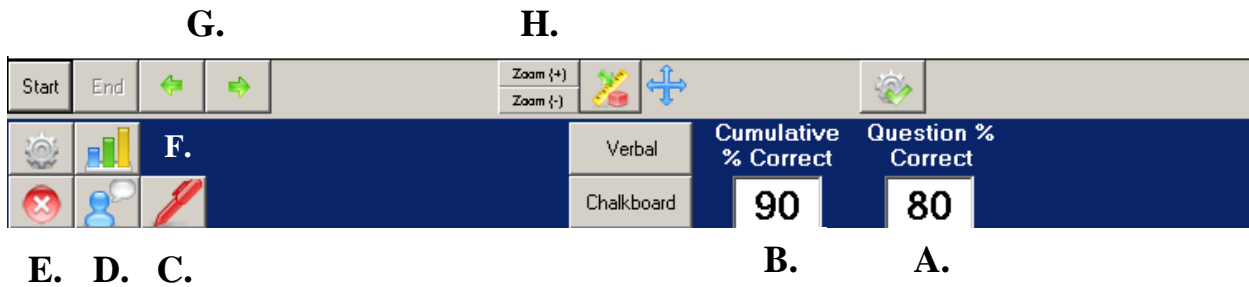 G. H.
Start End Zoom (+)
Zoom (-)
F. Verbal Cumulative % Correct Question % Correct
Chalkboard 90 80
E. D. C. B. A.